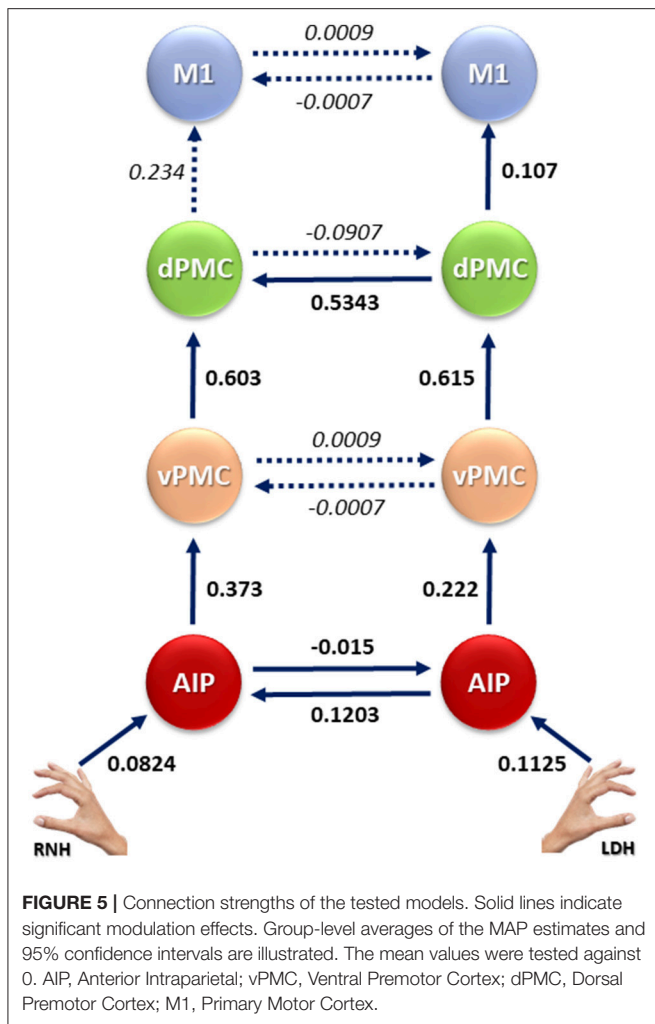 0.0009
M1 M1
-0.0007
0.234 0.107
-0.0907
dPMC dPMC
0.5343
0.603 0.615
0.0009
vPMC vPMC
-0.0007
0.373 0.222
-0.015
AIP AIP
0.1203
0.0824 0.1125
RNH LDH
FIGURE 5 | Connection strengths of the tested models. Solid lines indicate
significant modulation effects. Group-level averages of the MAP estimates and
95% confidence intervals are illustrated. The mean values were tested against
0. AIP, Anterior Intraparietal; vPMC, Ventral Premotor Cortex; dPMC, Dorsal
Premotor Cortex; M1, Primary Motor Cortex.